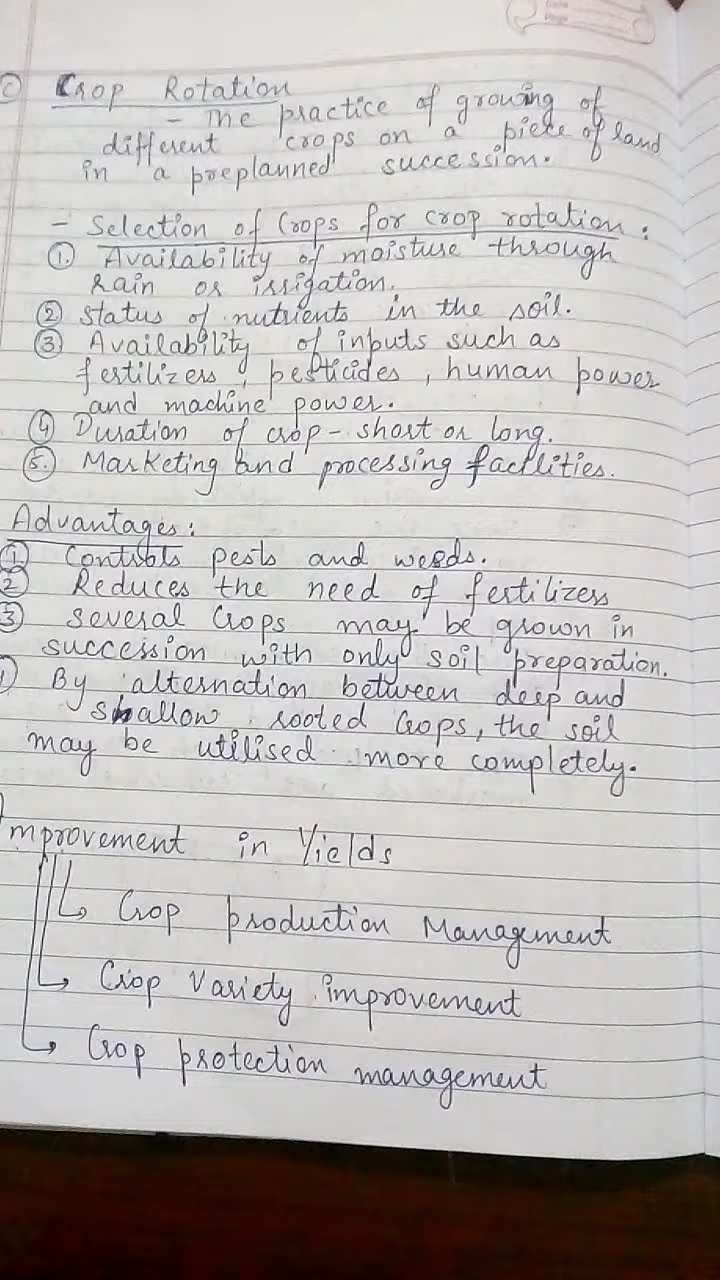 C Crop Rotation
- The practice of growing of
different crops on a piece of land
in a preplanned succession.
- Selection of Crops for crop rotation:
① Availability of moisture through
Rain or irrigation.
② Status of nutrients in the soil.
③ Availability of inputs such as
fertilizers, pesticides, human power
and machine power.
④ Duration of crop - short or long.
⑤. Marketing and processing facilities.
Advantages:
① Controls pests and weeds.
② Reduces the need of fertilizers
③ Several Crops may be grown in
succession with only soil preparation.
By alternation between deep and
shallow rooted Crops, the soil
may be utilised more completely.
Improvement in Yields
↳ Crop production Management
↳ Crop Variety improvement
↳ Crop protection management